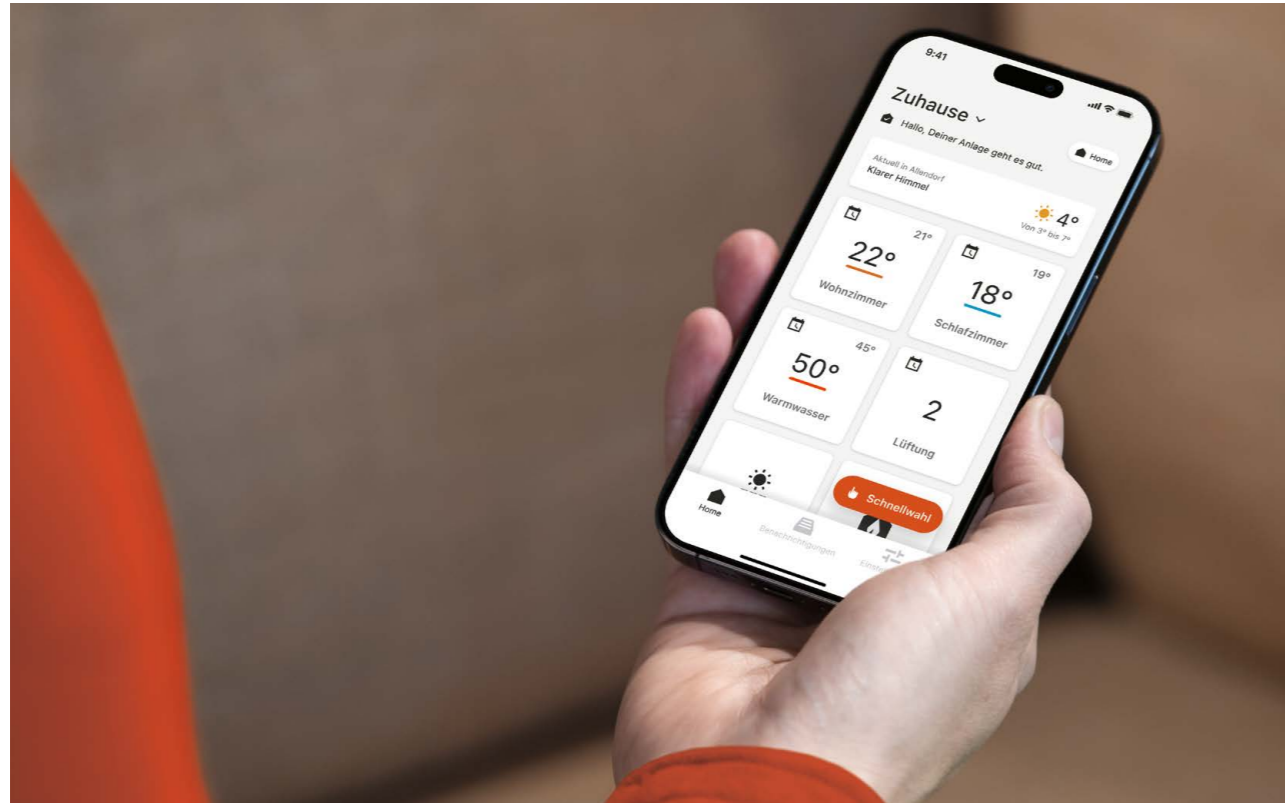 9:41
Zuhause
Hallo, Deiner Anlage geht es gut.
Home
Aktuell in Allendorf
Klarer Himmel
4°
Von 3° bis 7°
21°
22°
Wohnzimmer
19°
18°
Schlafzimmer
45°
50°
Warmwasser
2
Lüftung
Schnellwahl
Home
Benachrichtigungen